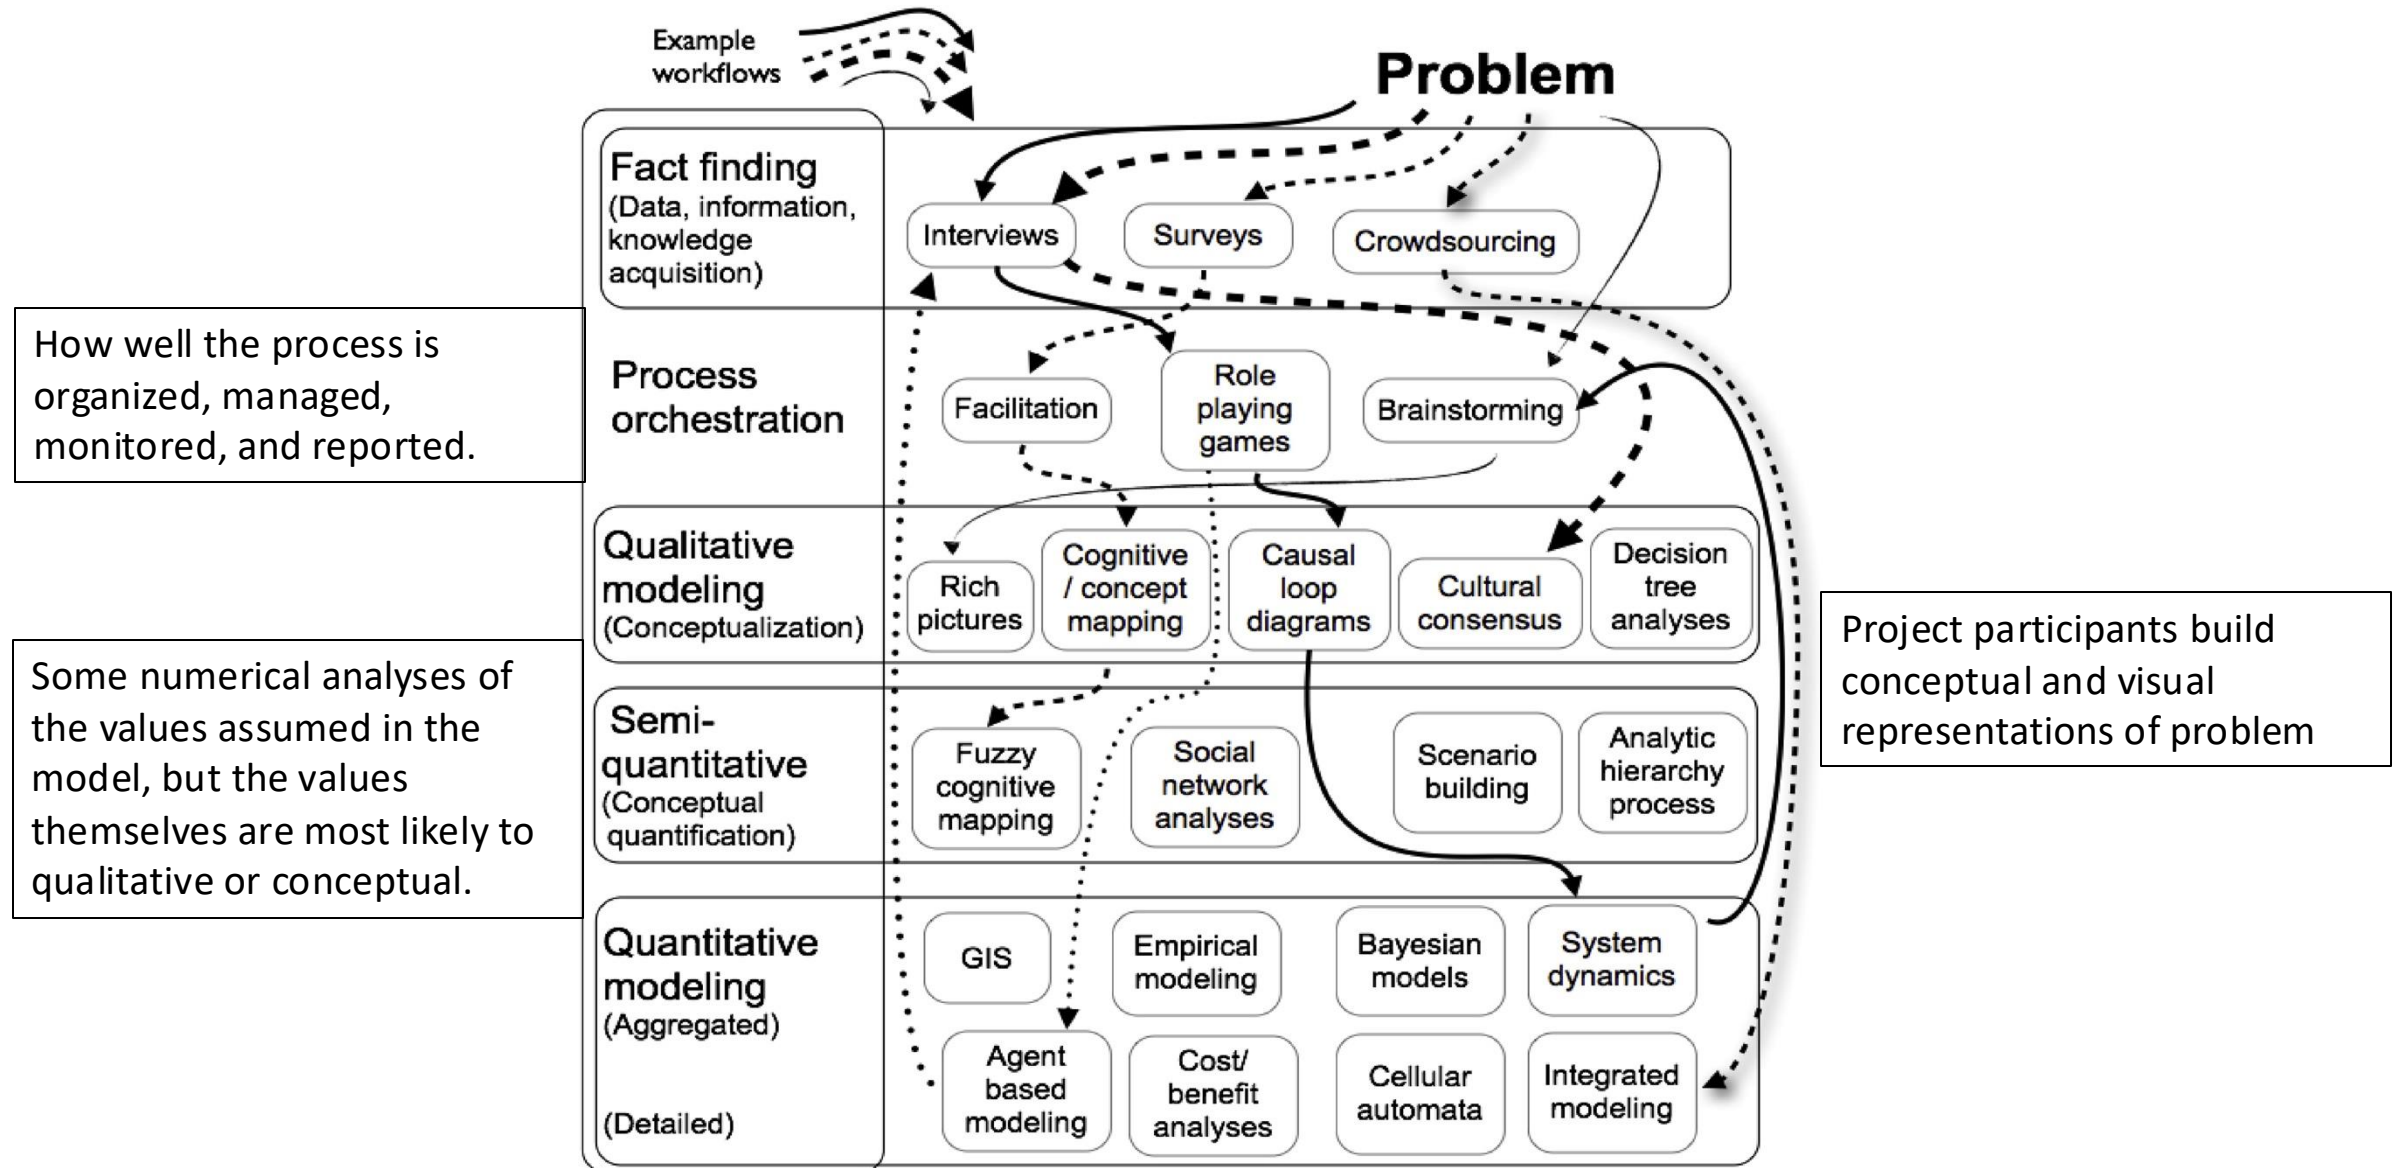 Example
workflows
Problem
Fact finding
(Data, information,
knowledge
acquisition)
Interviews
Surveys
Crowdsourcing
How well the process is
organized, managed,
monitored, and reported.
Process
orchestration
Facilitation
Role
playing
games
Brainstorming
Qualitative
modeling
(Conceptualization)
Rich
pictures
Cognitive
/ concept
mapping
Causal
loop
diagrams
Cultural
consensus
Decision
tree
analyses
Project participants build
conceptual and visual
representations of problem
Some numerical analyses of
the values assumed in the
model, but the values
themselves are most likely to
qualitative or conceptual.
Semi-
quantitative
(Conceptual
quantification)
Fuzzy
cognitive
mapping
Social
network
analyses
Scenario
building
Analytic
hierarchy
process
Quantitative
modeling
(Aggregated)
(Detailed)
GIS
Empirical
modeling
Bayesian
models
System
dynamics
Agent
based
modeling
Cost/
benefit
analyses
Cellular
automata
Integrated
modeling